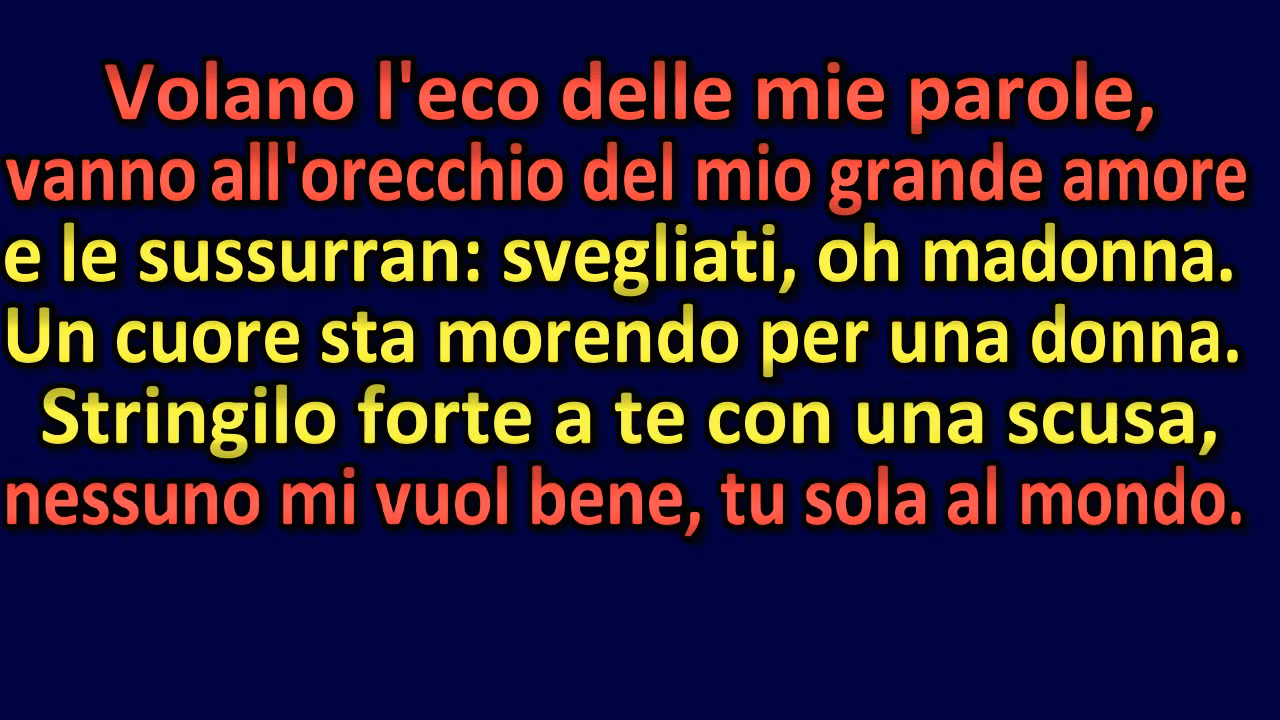 Volano l'eco delle mie parole,
vanno all'orecchio del mio grande amore
e le sussurran: svegliati, oh madonna.
Un cuore sta morendo per una donna.
Stringilo forte a te con una scusa,
nessuno mi vuol bene, tu sola al mondo.